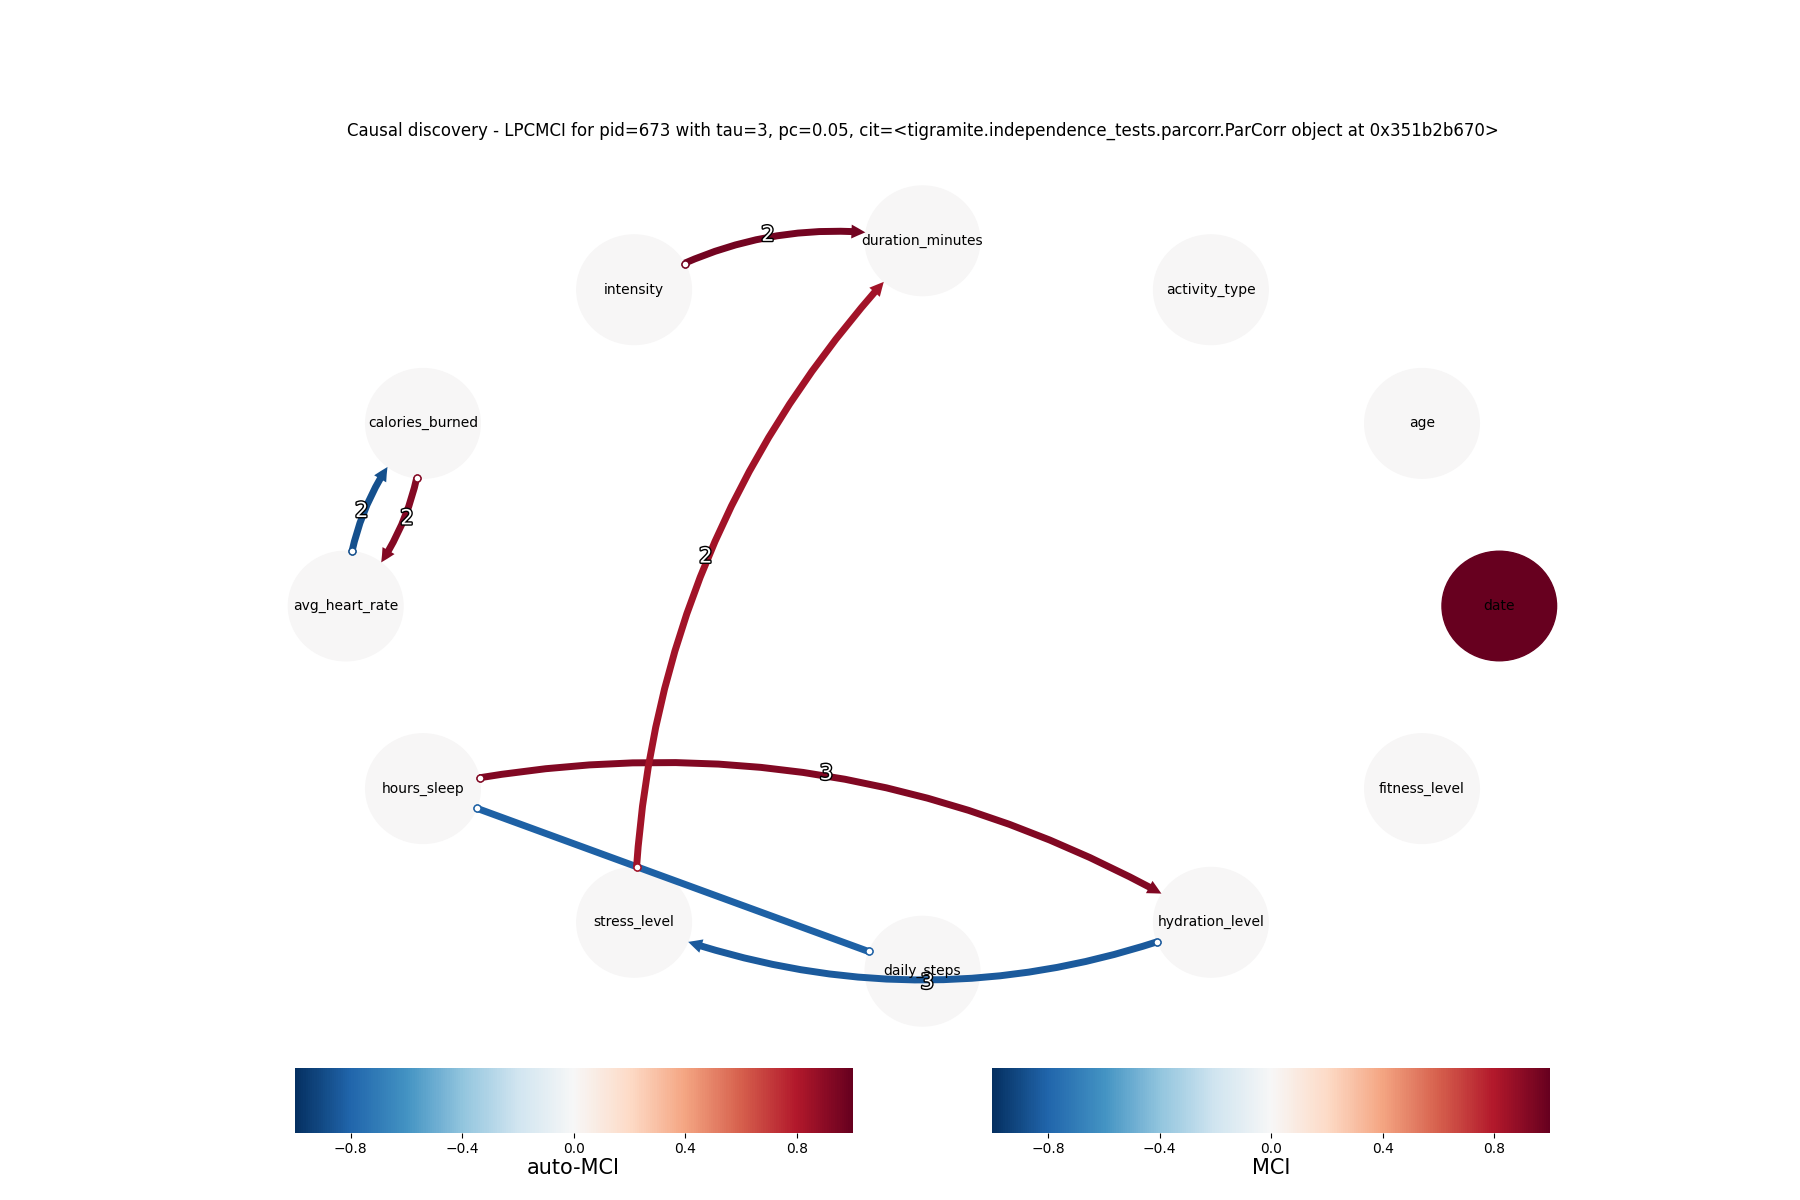 Causal discovery - LPCMCI for pid=673 with tau=3, pc=0.05, cit=<tigramite.independence_tests.parcorr.ParCorr object at 0x351b2b670>
2
duration_minutes
intensity
activity_type
calories_burned
age
2
2
2
avg_heart_rate
date
3
hours_sleep
fitness_level
stress_level
hydration_level
daily_steps
3
−0.8 −0.4 0.0 0.4 0.8
auto-MCI
−0.8 −0.4 0.0 0.4 0.8
MCI